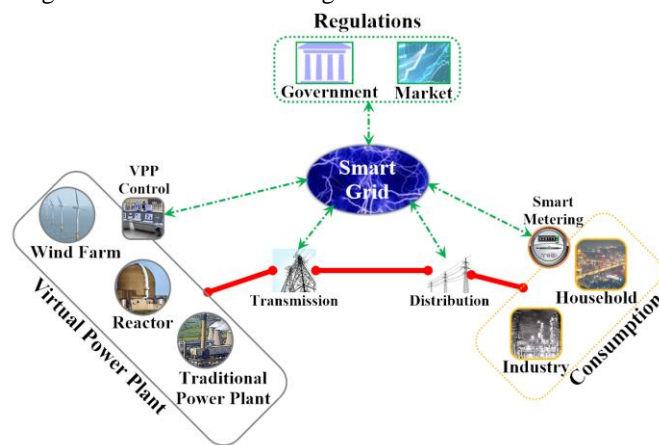 Regulations
Government
Market
Smart
Grid
VPP
Control
Smart
Metering
Wind Farm
Household
Transmission
Distribution
Reactor
Industry
Traditional
Power Plant
Virtual Power Plant
Consumption